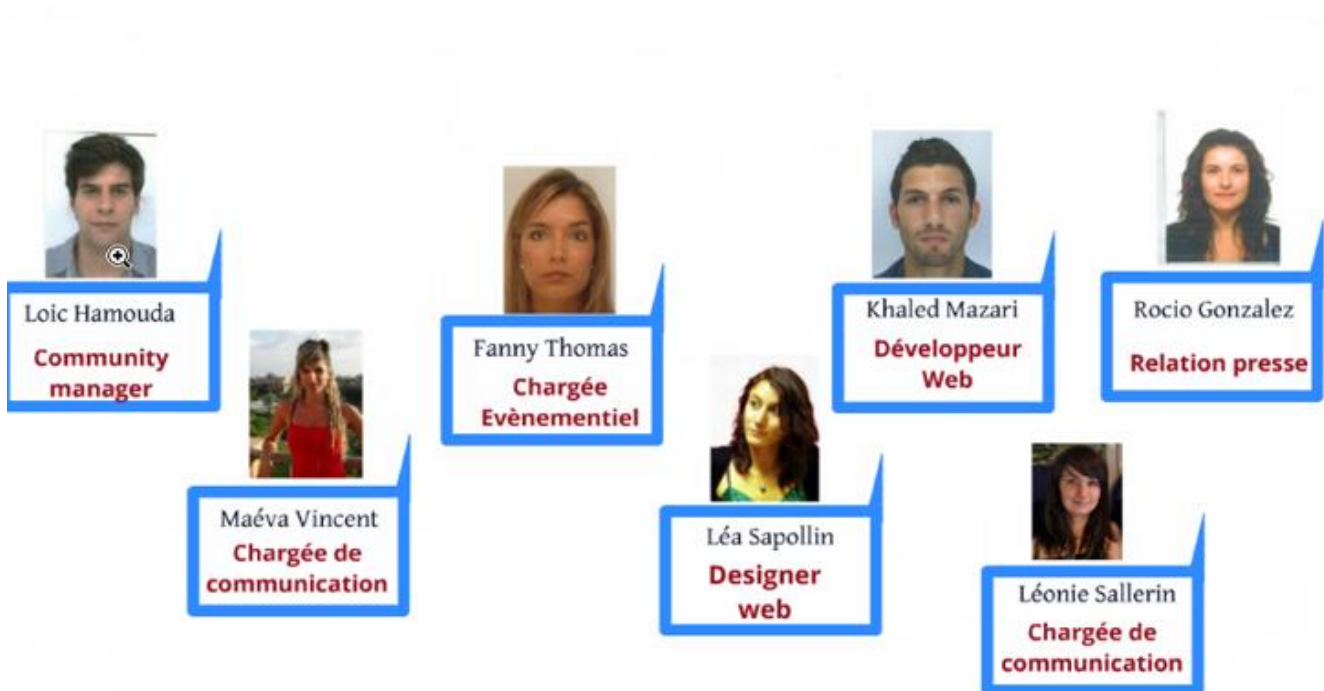 Loic Hamouda
Community
manager
Maéva Vincent
Chargée de
communication
Fanny Thomas
Chargée
Evènementiel
Léa Sapollin
Designer
web
Khaled Mazari
Développeur
Web
Rocio Gonzalez
Relation presse
Léonie Sallerin
Chargée de
communication